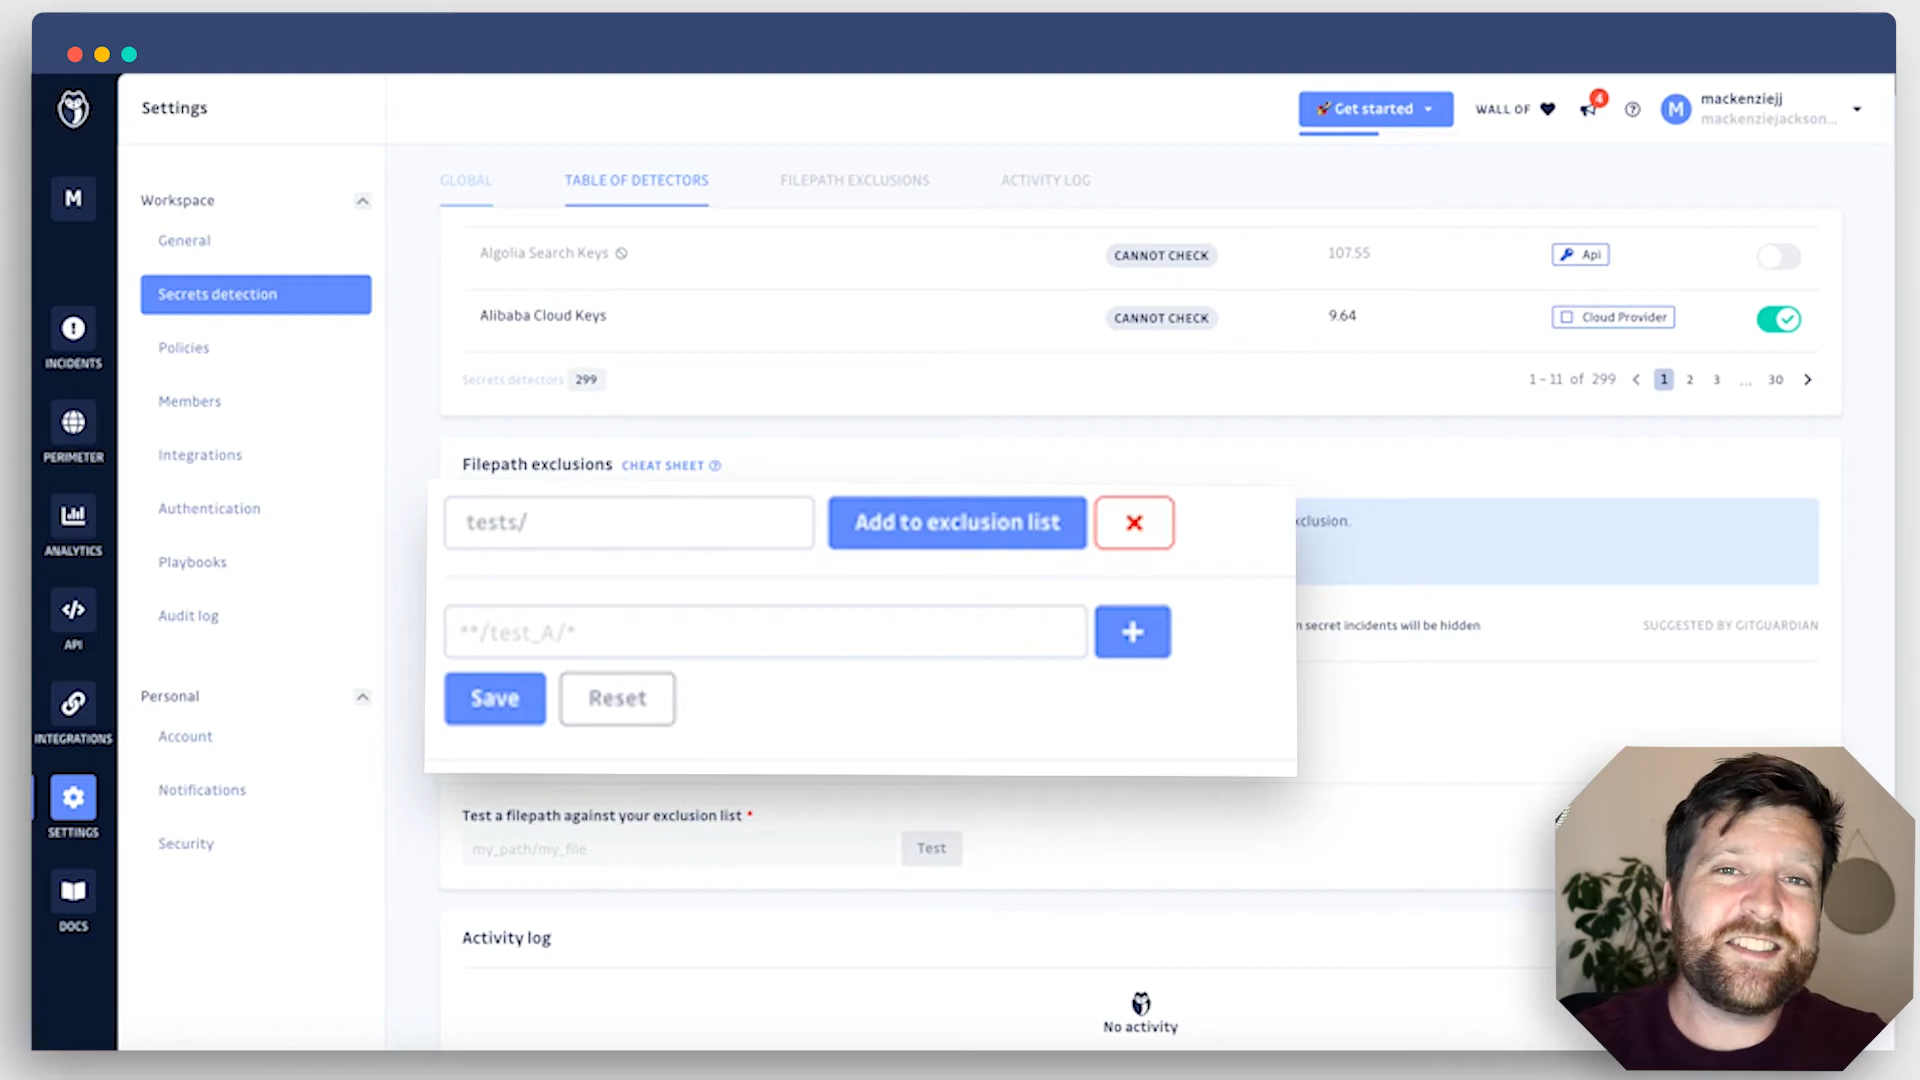 Settings
🚀 Get started
WALL OF
4
M
mackenziejj
mackenziejackson...
M
INCIDENTS
PERIMETER
ANALYTICS
API
INTEGRATIONS
SETTINGS
DOCS
Workspace
General
Secrets detection
Policies
Members
Integrations
Authentication
Playbooks
Audit log
Personal
Account
Notifications
Security
GLOBAL
TABLE OF DETECTORS
FILEPATH EXCLUSIONS
ACTIVITY LOG
Algolia Search Keys
CANNOT CHECK
107.55
Api
Alibaba Cloud Keys
CANNOT CHECK
9.64
Cloud Provider
Secrets detectors 299
1-11 of 299
1
2
3
...
30
Filepath exclusions
CHEAT SHEET
tests/
Add to exclusion list
xclusion.
**/test_A/*
n secret incidents will be hidden
SUGGESTED BY GITGUARDIAN
Save
Reset
Test a filepath against your exclusion list *
my_path/my_file
Test
Activity log
No activity